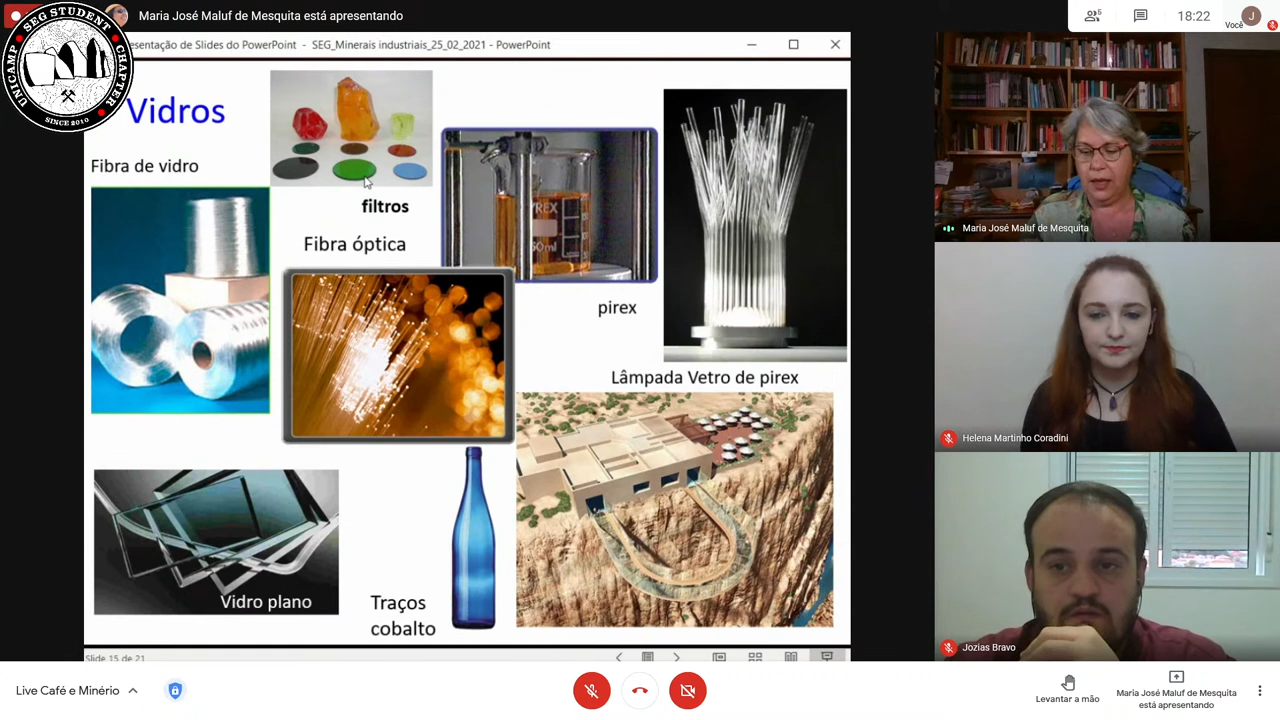 Maria José Maluf de Mesquita está apresentando
5
18:22
Você
J
SEG STUDENT CHAPTER
UNICAMP
SINCE 2010
esentação de Slides do PowerPoint - SEG_Minerais industriais_25_02_2021 - PowerPoint
Vidros
Fibra de vidro
filtros
Fibra óptica
PYREX
pirex
Lâmpada Vetro de pirex
Vidro plano
Traços
cobalto
Slide 15 de 21
Maria José Maluf de Mesquita
Helena Martinho Coradini
Jozias Bravo
Live Café e Minério
Levantar a mão
Maria José Maluf de Mesquita
está apresentando